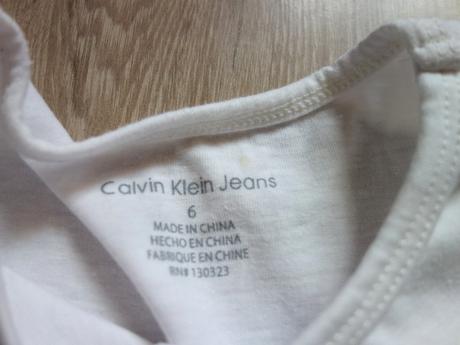 Calvin Klein Jeans
6
MADE IN CHINA
HECHO EN CHINA
FABRIQUE EN CHINE
RN# 130323